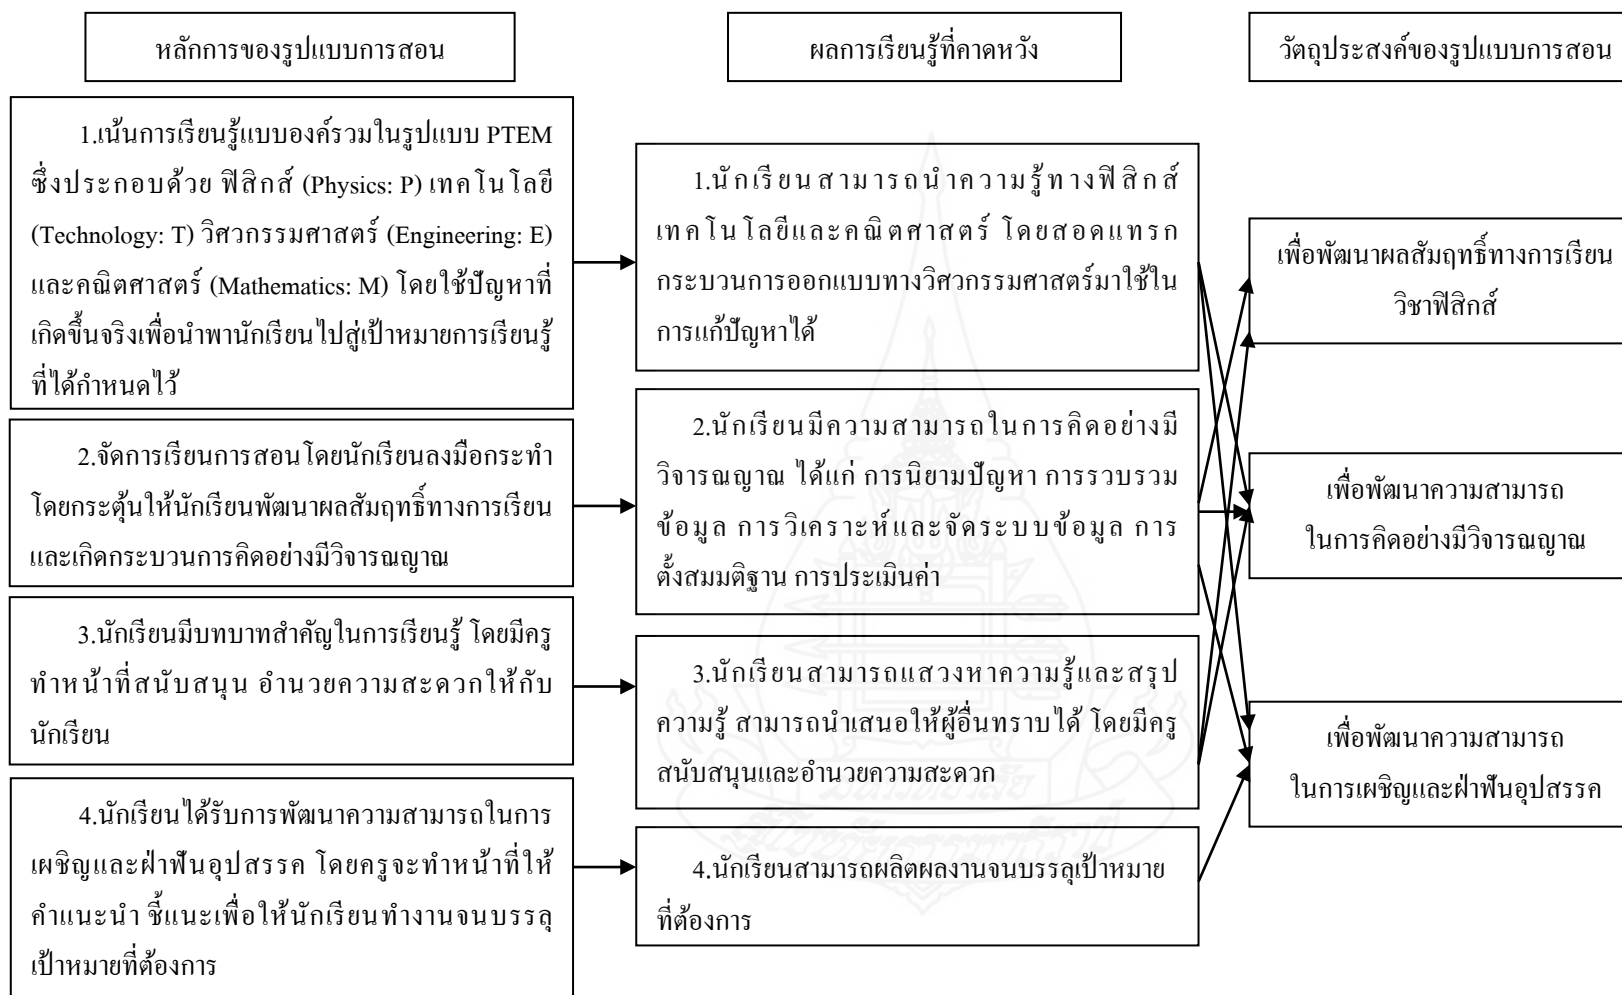 หลักการของรูปแบบการสอน
ผลการเรียนรู้ที่คาดหวัง
วัตถุประสงค์ของรูปแบบการสอน
1.เน้นการเรียนรู้แบบองค์รวมในรูปแบบ PTEM
ซึ่งประกอบด้วย ฟิสิกส์ (Physics: P) เทคโนโลยี
(Technology: T) วิศวกรรมศาสตร์ (Engineering: E)
และคณิตศาสตร์ (Mathematics: M) โดยใช้ปัญหาที่
เกิดขึ้นจริงเพื่อนำพานักเรียนไปสู่เป้าหมายการเรียนรู้
ที่ได้กำหนดไว้
2.จัดการเรียนการสอนโดยนักเรียนลงมือกระทำ
โดยกระตุ้นให้นักเรียนพัฒนาผลสัมฤทธิ์ทางการเรียน
และเกิดกระบวนการคิดอย่างมีวิจารณญาณ
3.นักเรียนมีบทบาทสำคัญในการเรียนรู้ โดยมีครู
ทำหน้าที่สนับสนุน อำนวยความสะดวกให้กับ
นักเรียน
4.นักเรียนได้รับการพัฒนาความสามารถในการ
เผชิญและฝ่าฟันอุปสรรค โดยครูจะทำหน้าที่ให้
คำแนะนำ ชี้แนะเพื่อให้นักเรียนทำงานจนบรรลุ
เป้าหมายที่ต้องการ
1.นักเรียนสามารถนำความรู้ทางฟิสิกส์
เทคโนโลยีและคณิตศาสตร์ โดยสอดแทรก
กระบวนการออกแบบทางวิศวกรรมศาสตร์มาใช้ใน
การแก้ปัญหาได้
2.นักเรียนมีความสามารถในการคิดอย่างมี
วิจารณญาณ ได้แก่ การนิยามปัญหา การรวบรวม
ข้อมูล การวิเคราะห์และจัดระบบข้อมูล การ
ตั้งสมมติฐาน การประเมินค่า
3.นักเรียนสามารถแสวงหาความรู้และสรุป
ความรู้ สามารถนำเสนอให้ผู้อื่นทราบได้ โดยมีครู
สนับสนุนและอำนวยความสะดวก
4.นักเรียนสามารถผลิตผลงานจนบรรลุเป้าหมาย
ที่ต้องการ
เพื่อพัฒนาผลสัมฤทธิ์ทางการเรียน
วิชาฟิสิกส์
เพื่อพัฒนาความสามารถ
ในการคิดอย่างมีวิจารณญาณ
เพื่อพัฒนาความสามารถ
ในการเผชิญและฝ่าฟันอุปสรรค